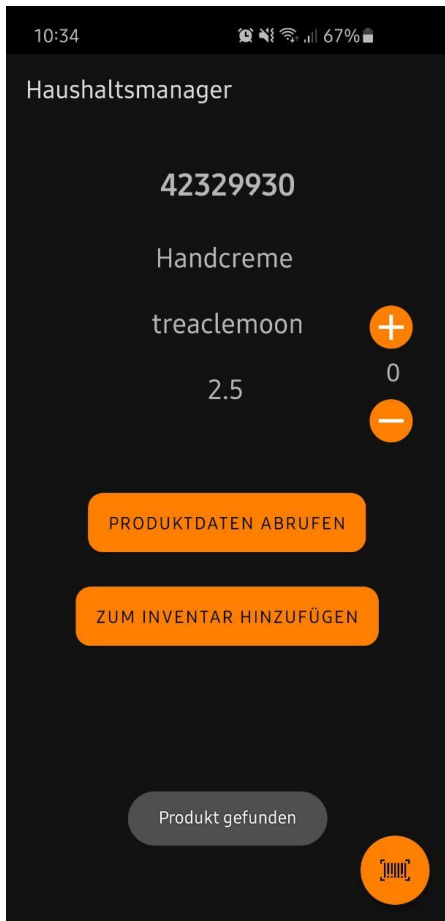 10:34 67%
Haushaltsmanager
42329930
Handcreme
treaclemoon
2.5
0
PRODUKTDATEN ABRUFEN
ZUM INVENTAR HINZUFÜGEN
Produkt gefunden